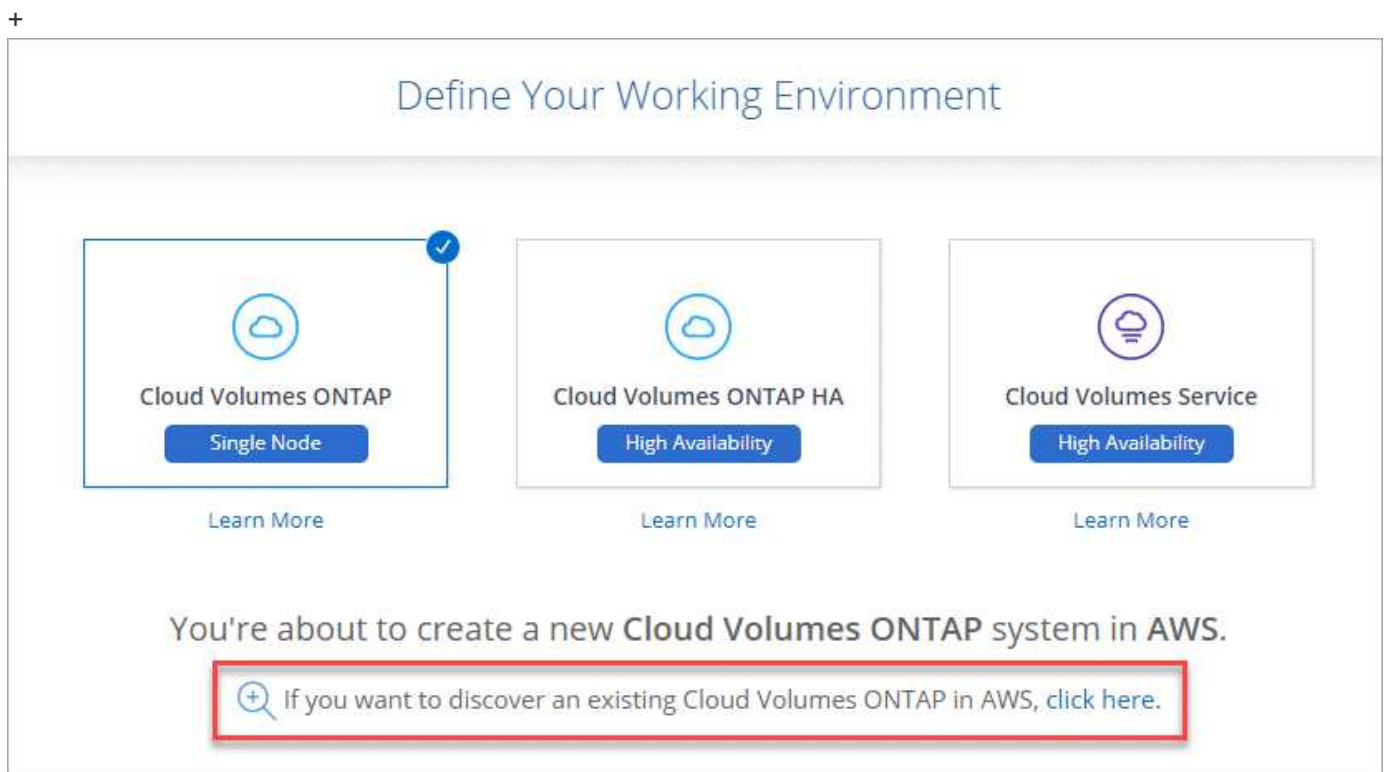 +
Define Your Working Environment
Cloud Volumes ONTAP
Single Node
Learn More
Cloud Volumes ONTAP HA
High Availability
Learn More
Cloud Volumes Service
High Availability
Learn More
You're about to create a new Cloud Volumes ONTAP system in AWS.
If you want to discover an existing Cloud Volumes ONTAP in AWS, click here.